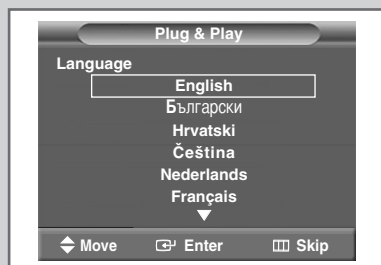 Plug & Play
Language
English
Български
Hrvatski
Čeština
Nederlands
Français
Move Enter Skip